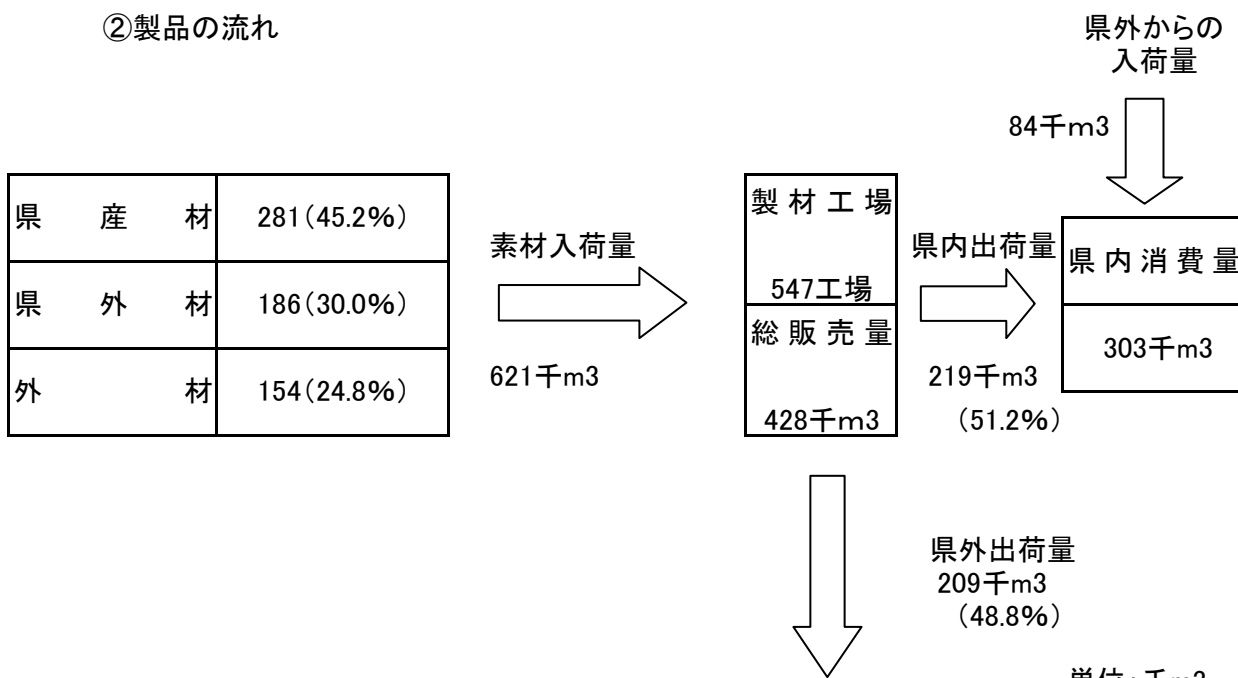 ②製品の流れ
県外からの
入荷量
84千m3
県産材 281(45.2%)
県外材 186(30.0%)
外材 154(24.8%)
素材入荷量
621千m3
製材工場
547工場
総販売量
428千m3
県内出荷量
219千m3
(51.2%)
県内消費量
303千m3
県外出荷量
209千m3
(48.8%)
単位:千m3